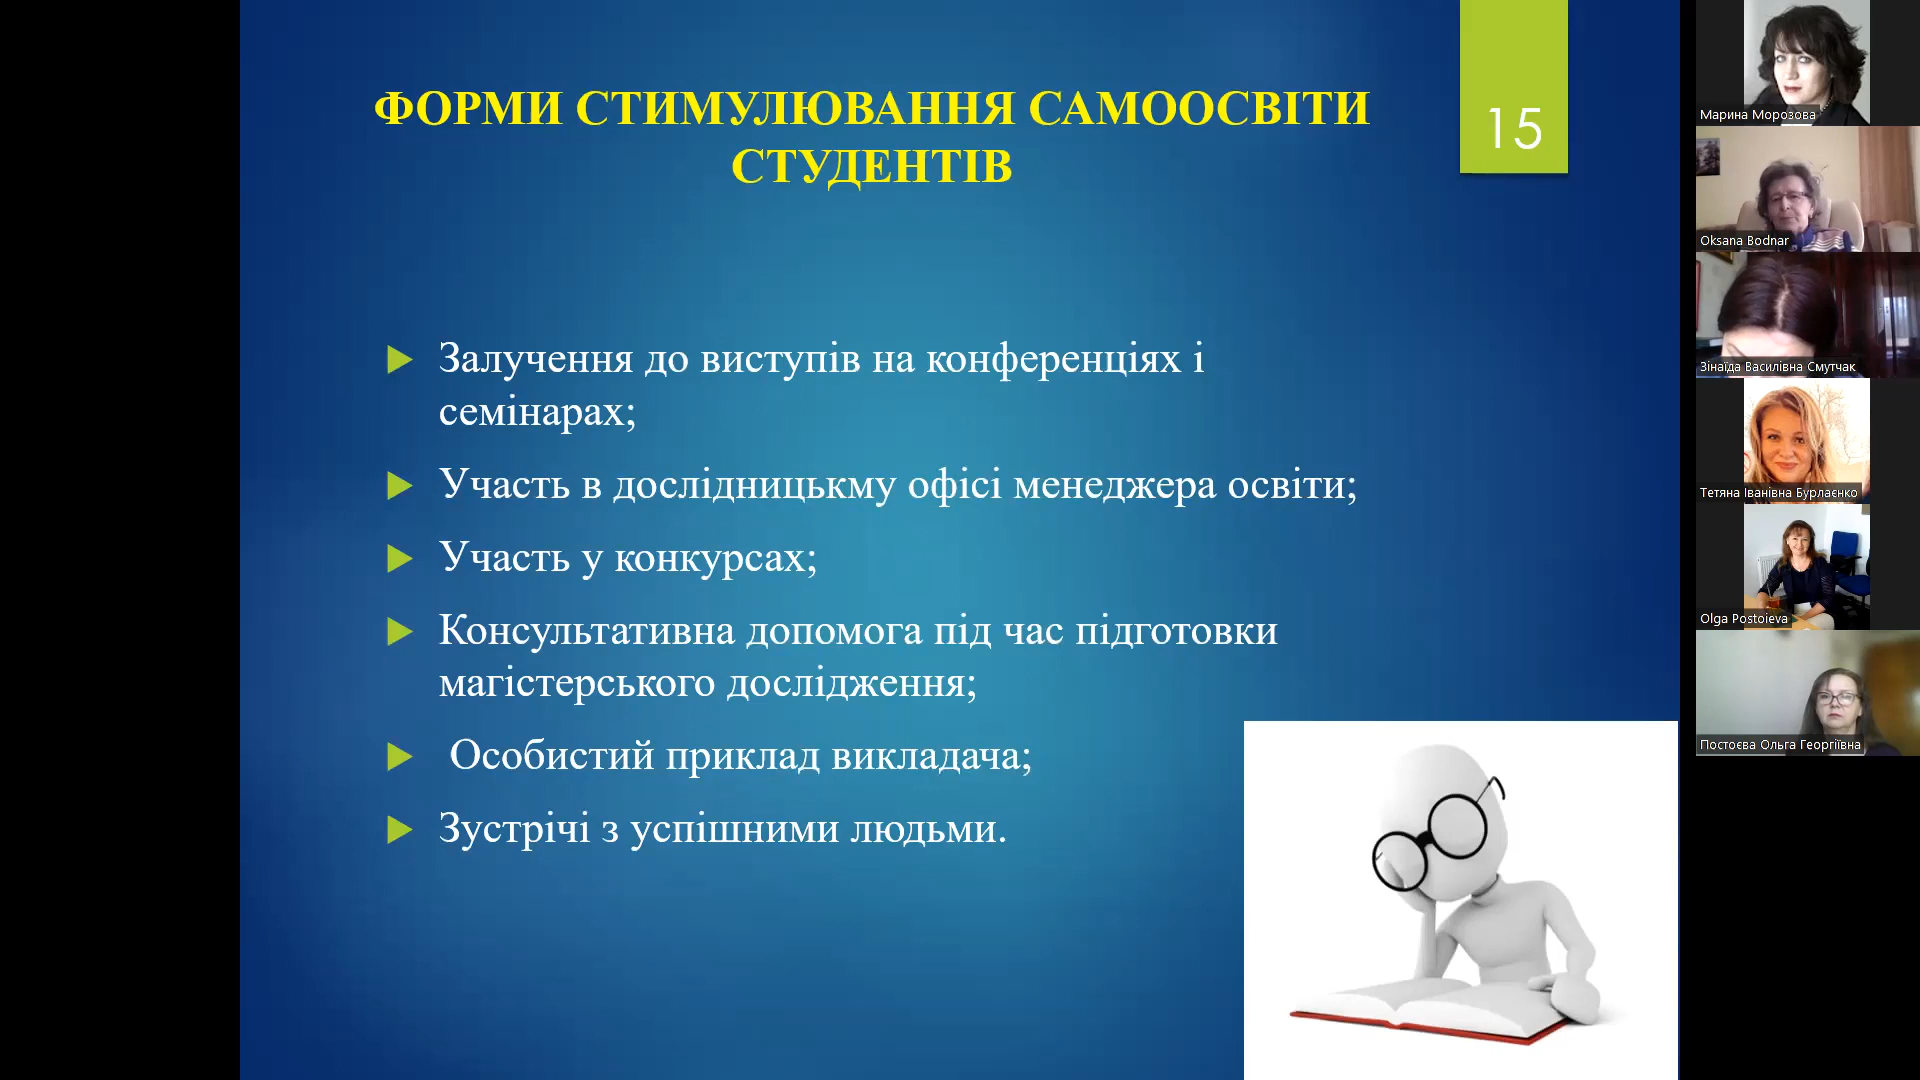 ФОРМИ СТИМУЛЮВАННЯ САМООСВІТИ
СТУДЕНТІВ
15
Залучення до виступів на конференціях і
семінарах;
Участь в дослідницькму офісі менеджера освіти;
Участь у конкурсах;
Консультативна допомога під час підготовки
магістерського дослідження;
Особистий приклад викладача;
Зустрічі з успішними людьми.
Марина Морозова
Oksana Bodnar
Зінаїда Василівна Смутчак
Тетяна Іванівна Бурлаєнко
Olga Postoieva
Постоєва Ольга Георгіївна